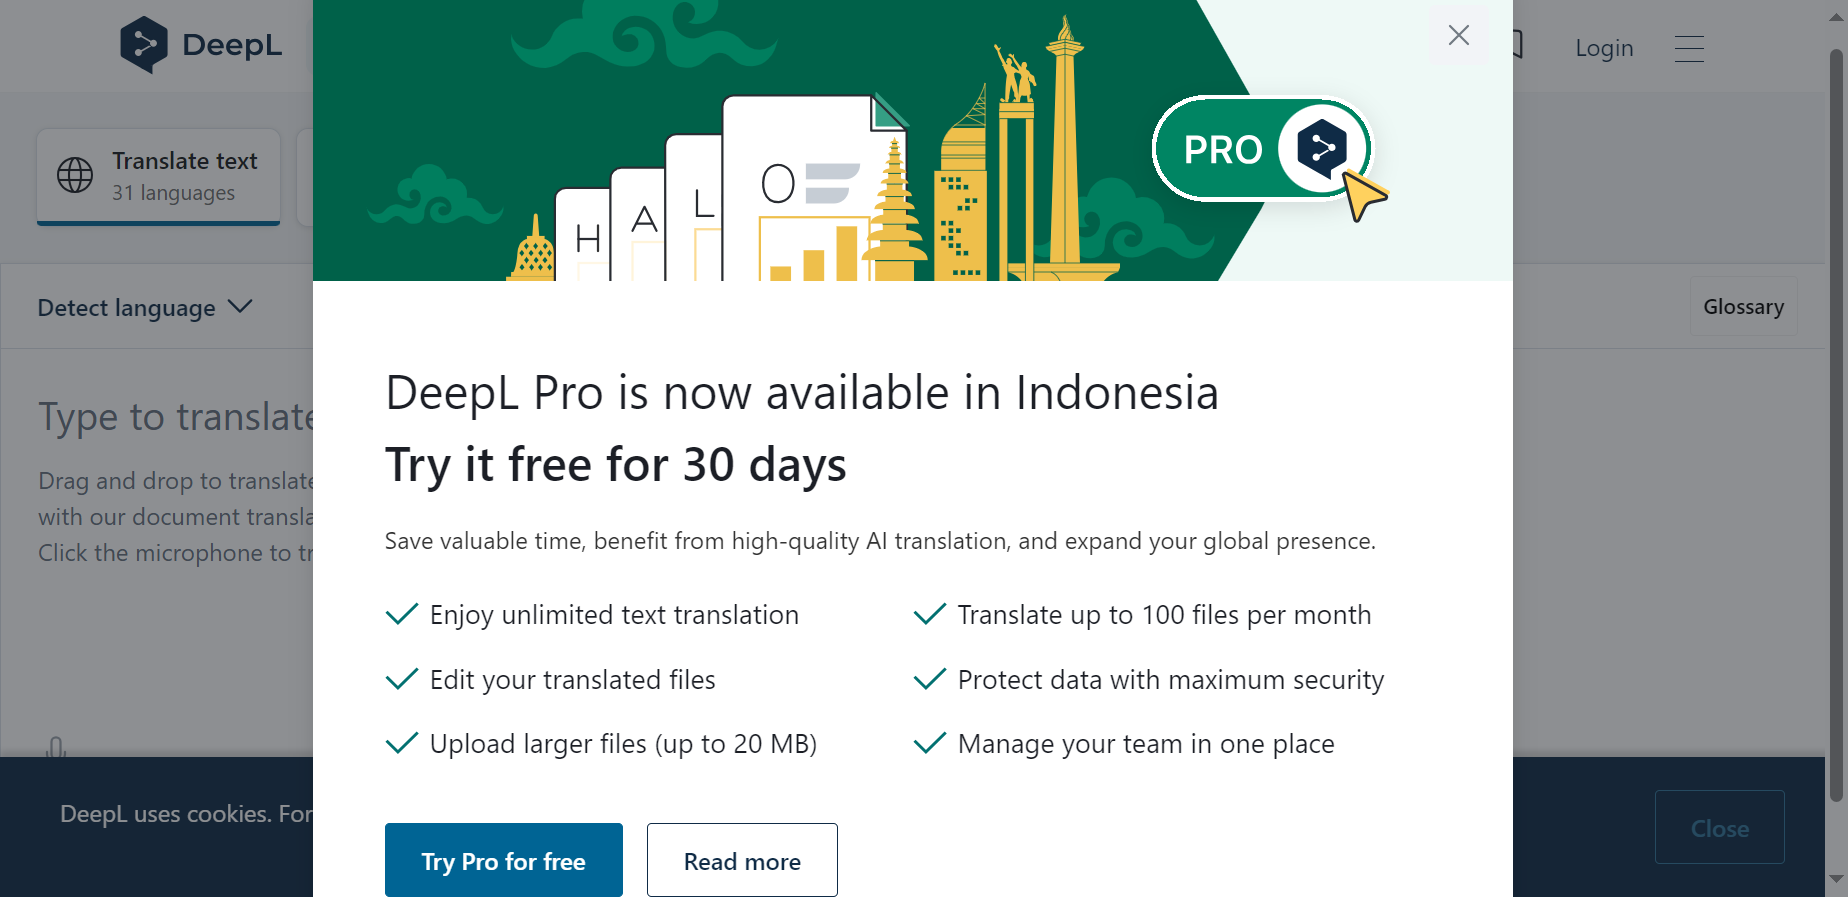 DeepL
Login
Translate text
31 languages
H A L O
PRO
Detect language
Glossary
Type to translate
Drag and drop to translate
with our document transla
Click the microphone to tr
DeepL Pro is now available in Indonesia
Try it free for 30 days
Save valuable time, benefit from high-quality AI translation, and expand your global presence.
Enjoy unlimited text translation
Translate up to 100 files per month
Edit your translated files
Protect data with maximum security
Upload larger files (up to 20 MB)
Manage your team in one place
DeepL uses cookies. For
Close
Try Pro for free
Read more